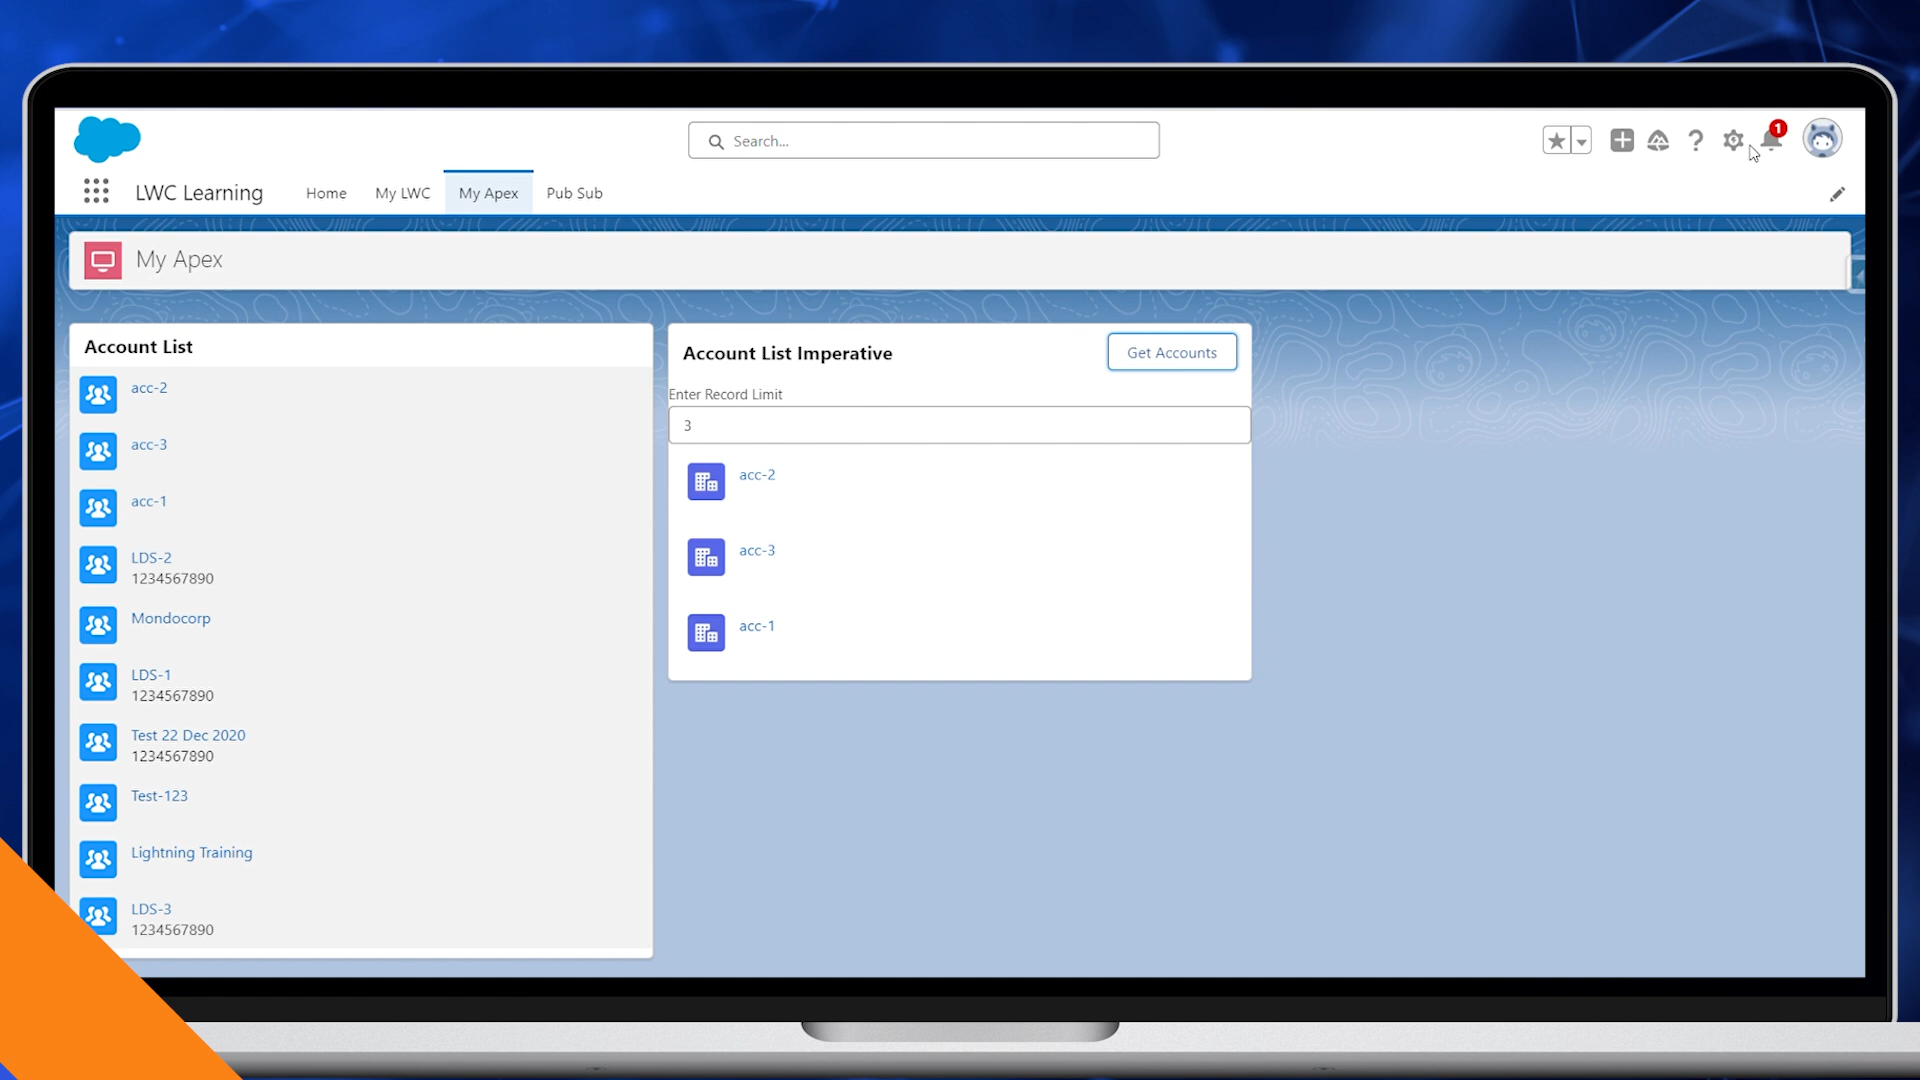 Search...
1
LWC Learning
Home
My LWC
My Apex
Pub Sub
My Apex
Account List
acc-2
acc-3
acc-1
LDS-2
1234567890
Mondocorp
LDS-1
1234567890
Test 22 Dec 2020
1234567890
Test-123
Lightning Training
LDS-3
1234567890
Account List Imperative
Get Accounts
Enter Record Limit
3
acc-2
acc-3
acc-1